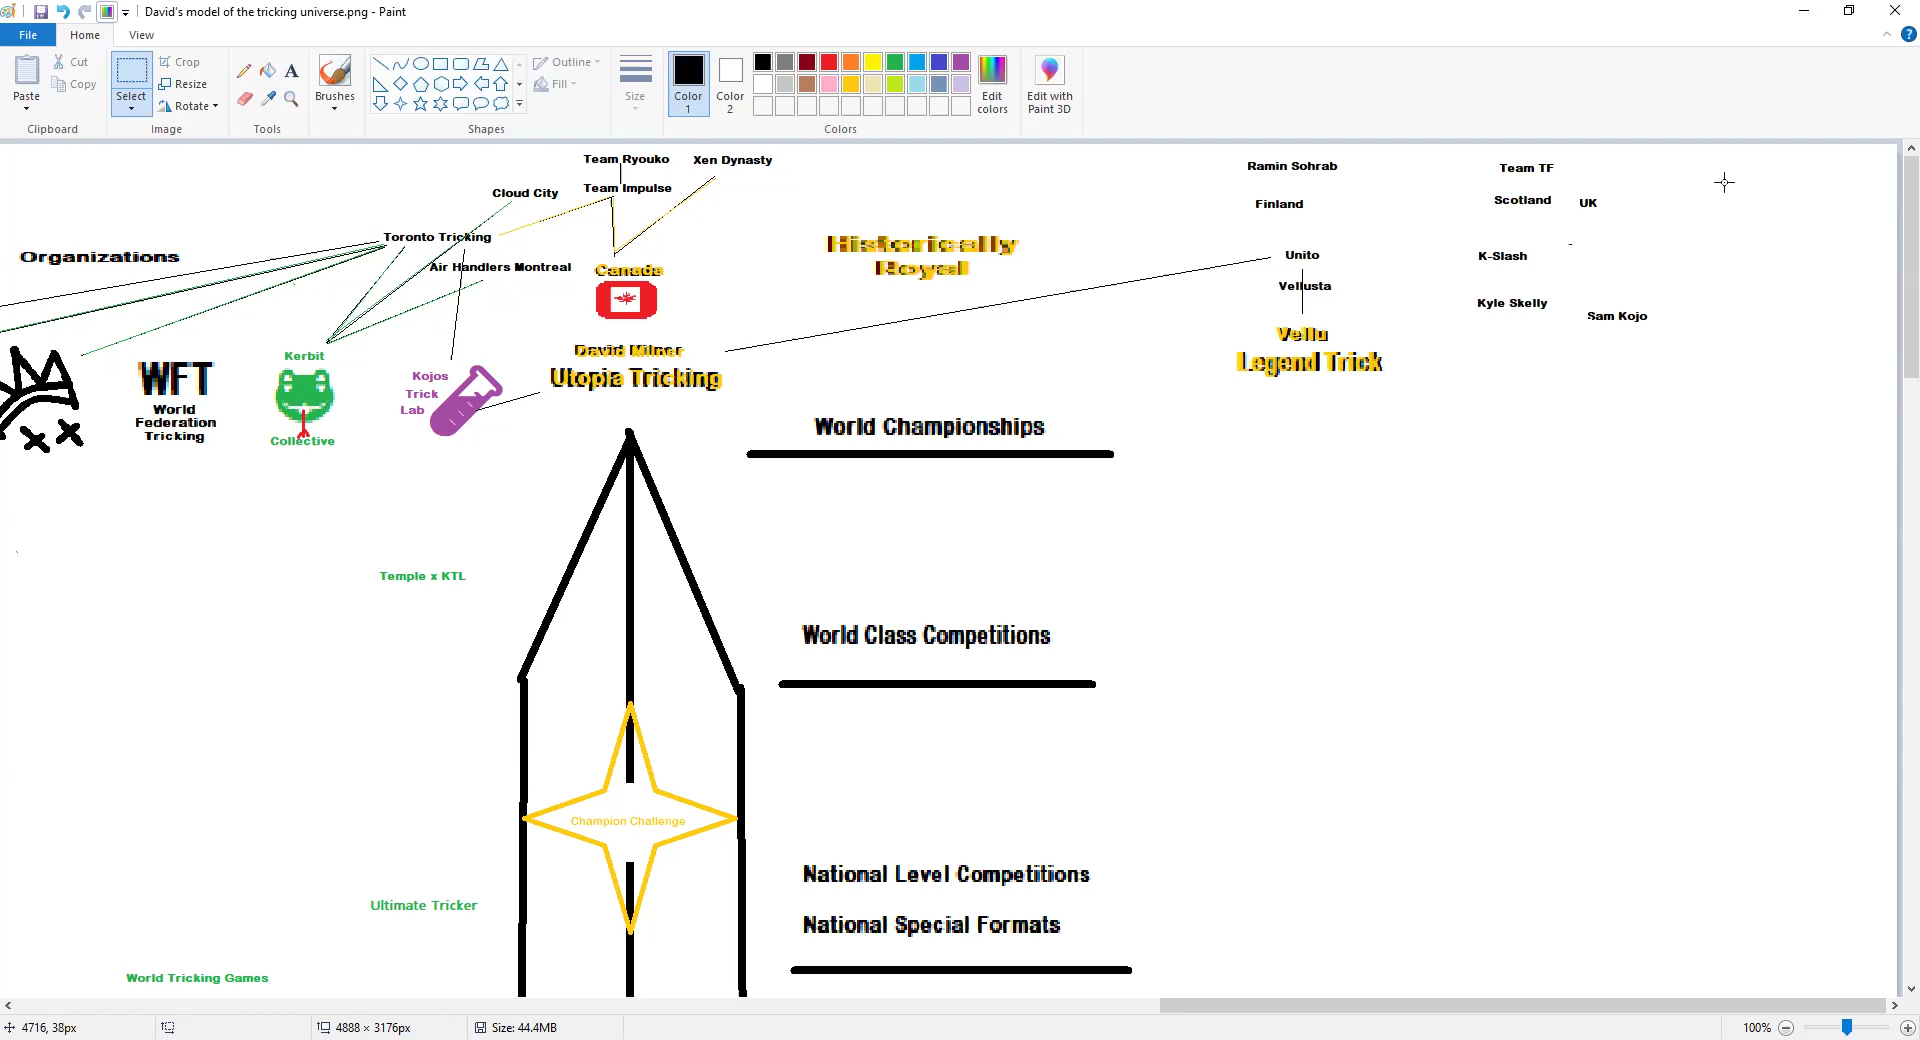 David's model of the tricking universe.png - Paint
File
Home
View
Paste
Cut
Copy
Clipboard
Select
Crop
Resize
Rotate
Image
Tools
Brushes
Shapes
Outline
Fill
Size
Color 1
Color 2
Edit colors
Colors
Edit with Paint 3D
Team Ryouko
Xen Dynasty
Cloud City
Team Impulse
Toronto Tricking
Organizations
Air Handlers Montreal
Canada
Historically
Royal
Ramin Sohrab
Team TF
Finland
Scotland
UK
Unito
K-Slash
Vellusta
Kyle Skelly
Sam Kojo
Vellu
Legend Trick
WFT
World
Federation
Tricking
Kerbit
Collective
Kojos
Trick
Lab
David Milner
Utopia Tricking
World Championships
Temple x KTL
World Class Competitions
Champion Challenge
National Level Competitions
Ultimate Tricker
National Special Formats
World Tricking Games
4716, 38px
4888 × 3176px
Size: 44.4MB
100%